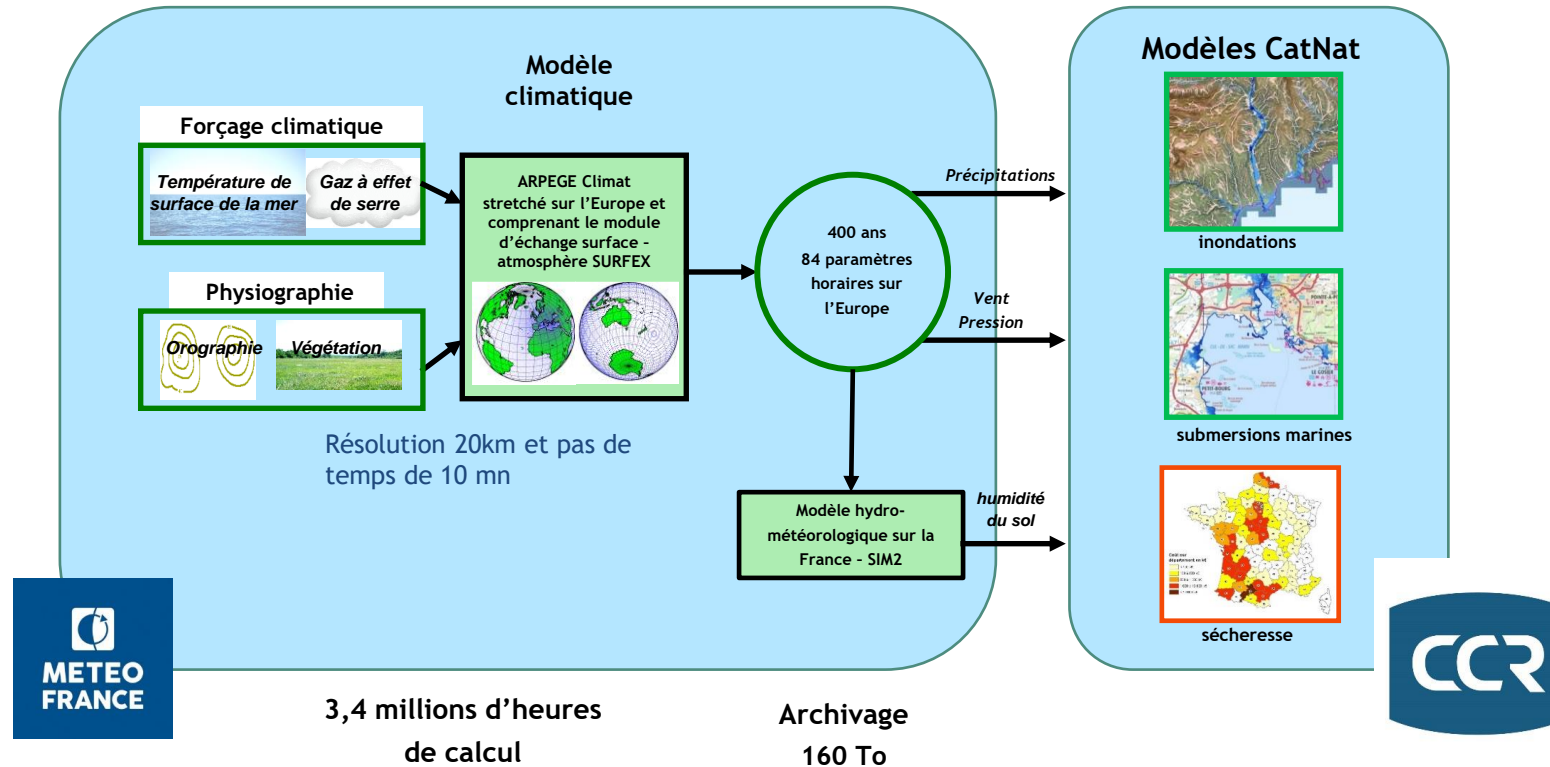 Modèle
climatique
Forçage climatique
Température de
surface de la mer
Gaz à effet
de serre
Physiographie
Orographie
Végétation
ARPEGE Climat
stretché sur l’Europe et
comprenant le module
d’échange surface –
atmosphère SURFEX
Résolution 20km et pas de
temps de 10 mn
400 ans
84 paramètres
horaires sur
l’Europe
Précipitations
Vent
Pression
Modèle hydro-
météorologique sur la
France – SIM2
humidité
du sol
Modèles CatNat
inondations
submersions marines
sécheresse
METEO
FRANCE
3,4 millions d’heures
de calcul
Archivage
160 To
CCR
PETIT-BOURG
LE GOSIER